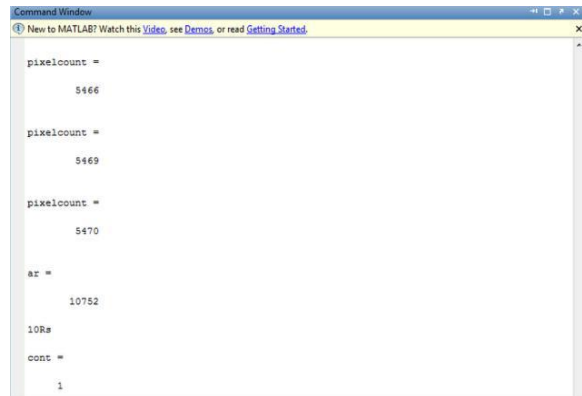 Command Window
New to MATLAB? Watch this Video, see Demos, or read Getting Started.
pixelcount =
5466
pixelcount =
5469
pixelcount =
5470
ar =
10752
10Rs
cont =
1